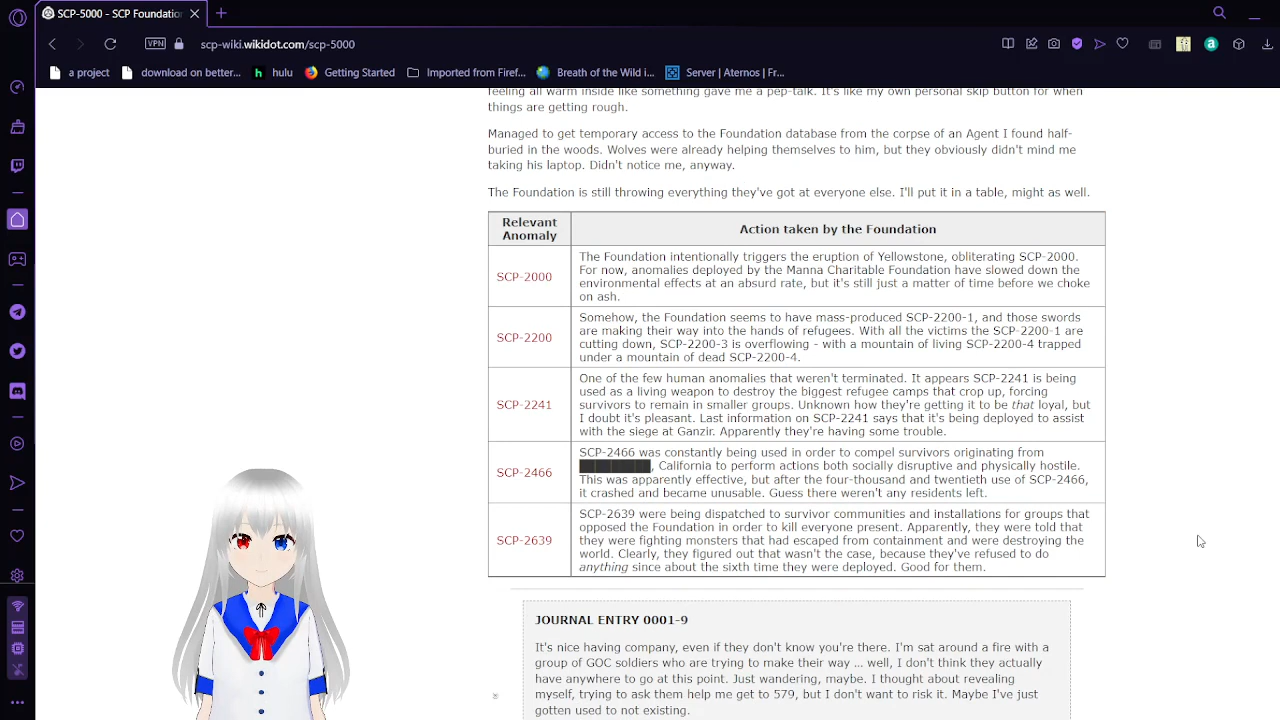 SCP-5000 - SCP Foundation
VPN
scp-wiki.wikidot.com/scp-5000
a project
download on better...
h hulu
Getting Started
Imported from Firef...
Breath of the Wild i...
Server | Aternos | Fr...
feeling all warm inside like something gave me a pep-talk. It's like my own personal skip button for when
things are getting rough.
Managed to get temporary access to the Foundation database from the corpse of an Agent I found half-
buried in the woods. Wolves were already helping themselves to him, but they obviously didn't mind me
taking his laptop. Didn't notice me, anyway.
The Foundation is still throwing everything they've got at everyone else. I'll put it in a table, might as well.
Relevant
Anomaly
Action taken by the Foundation
SCP-2000
The Foundation intentionally triggers the eruption of Yellowstone, obliterating SCP-2000.
For now, anomalies deployed by the Manna Charitable Foundation have slowed down the
environmental effects at an absurd rate, but it's still just a matter of time before we choke
on ash.
SCP-2200
Somehow, the Foundation seems to have mass-produced SCP-2200-1, and those swords
are making their way into the hands of refugees. With all the victims the SCP-2200-1 are
cutting down, SCP-2200-3 is overflowing - with a mountain of living SCP-2200-4 trapped
under a mountain of dead SCP-2200-4.
SCP-2241
One of the few human anomalies that weren't terminated. It appears SCP-2241 is being
used as a living weapon to destroy the biggest refugee camps that crop up, forcing
survivors to remain in smaller groups. Unknown how they're getting it to be that loyal, but
I doubt it's pleasant. Last information on SCP-2241 says that it's being deployed to assist
with the siege at Ganzir. Apparently they're having some trouble.
SCP-2466
SCP-2466 was constantly being used in order to compel survivors originating from
█████████, California to perform actions both socially disruptive and physically hostile.
This was apparently effective, but after the four-thousand and twentieth use of SCP-2466,
it crashed and became unusable. Guess there weren't any residents left.
SCP-2639
SCP-2639 were being dispatched to survivor communities and installations for groups that
opposed the Foundation in order to kill everyone present. Apparently, they were told that
they were fighting monsters that had escaped from containment and were destroying the
world. Clearly, they figured out that wasn't the case, because they've refused to do
anything since about the sixth time they were deployed. Good for them.
JOURNAL ENTRY 0001-9
It's nice having company, even if they don't know you're there. I'm sat around a fire with a
group of GOC soldiers who are trying to make their way ... well, I don't think they actually
have anywhere to go at this point. Just wandering, maybe. I thought about revealing
myself, trying to ask them help me get to 579, but I don't want to risk it. Maybe I've just
gotten used to not existing.